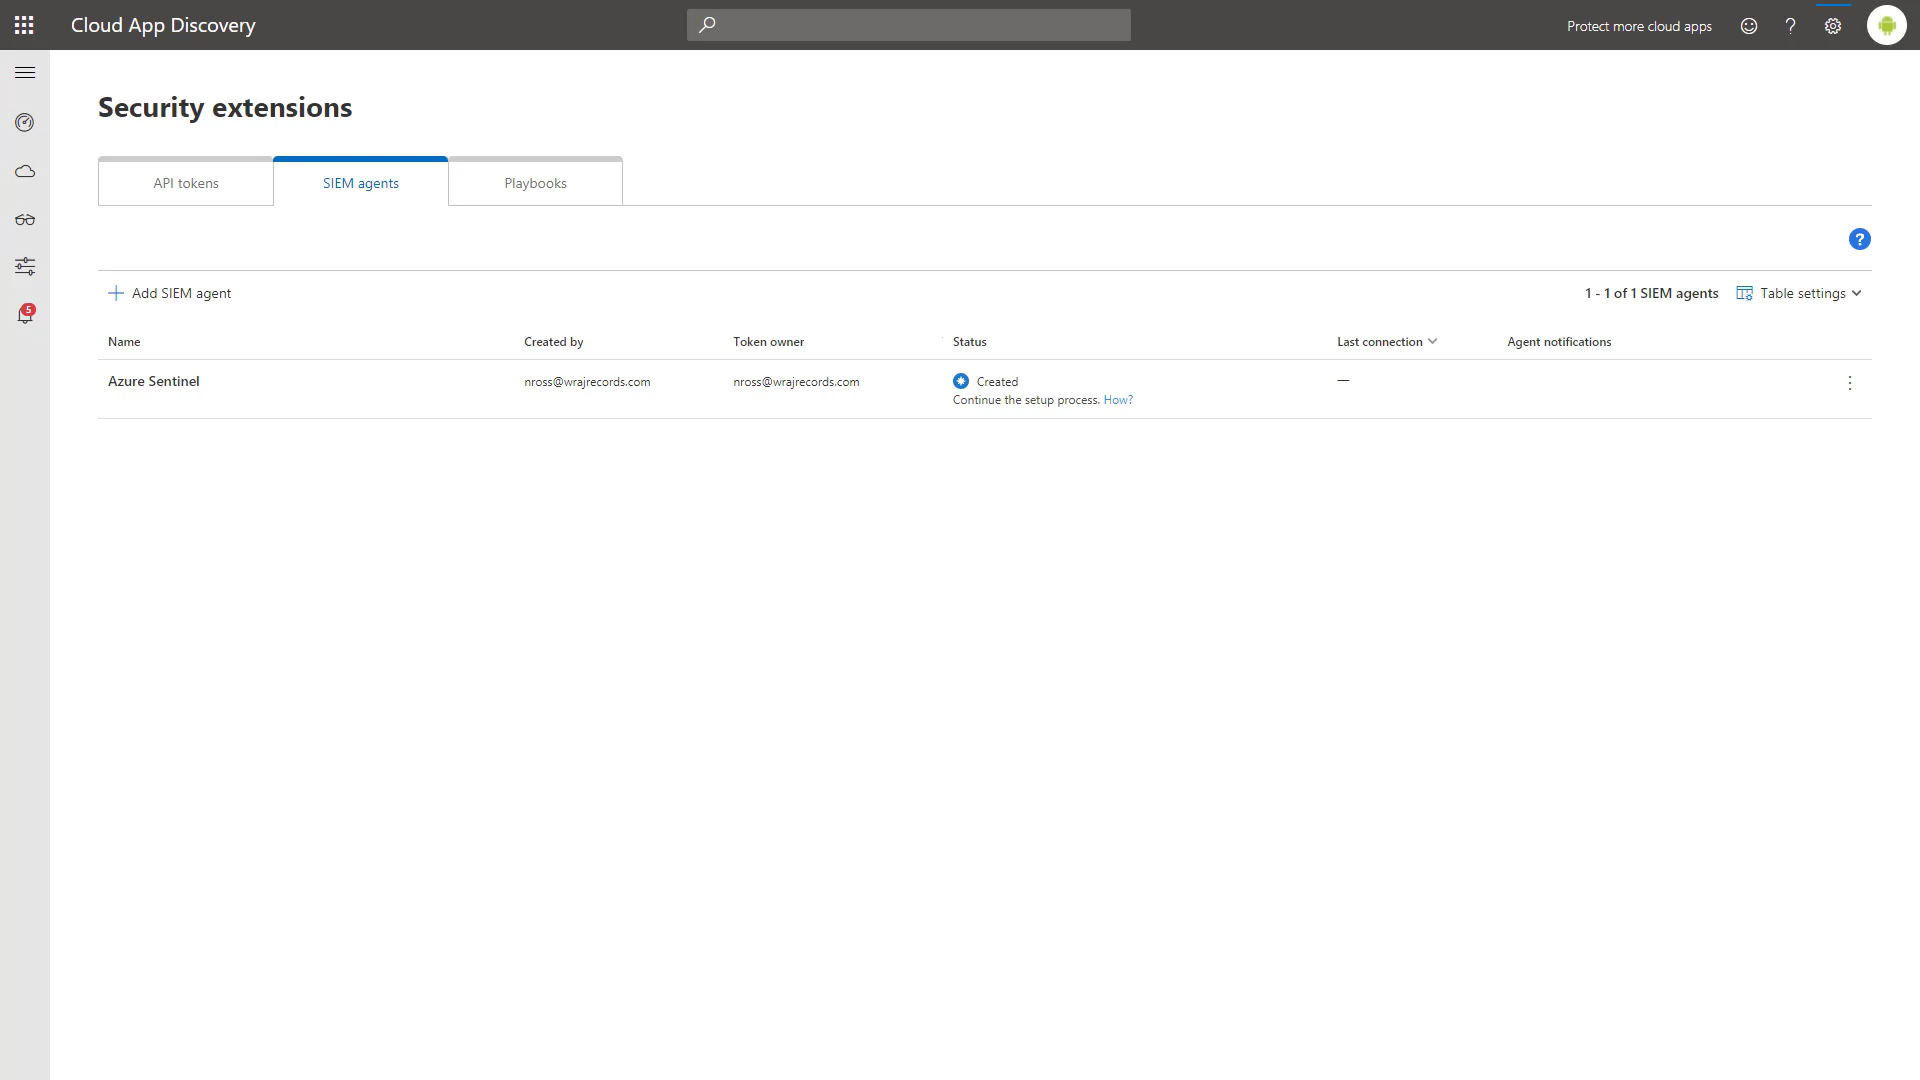 Cloud App Discovery
Protect more cloud apps
Security extensions
API tokens
SIEM agents
Playbooks
?
Add SIEM agent
1 - 1 of 1 SIEM agents
Table settings
5
Name
Created by
Token owner
Status
Last connection
Agent notifications
Azure Sentinel
nross@wrajrecords.com
nross@wrajrecords.com
Created
—
Continue the setup process. How?